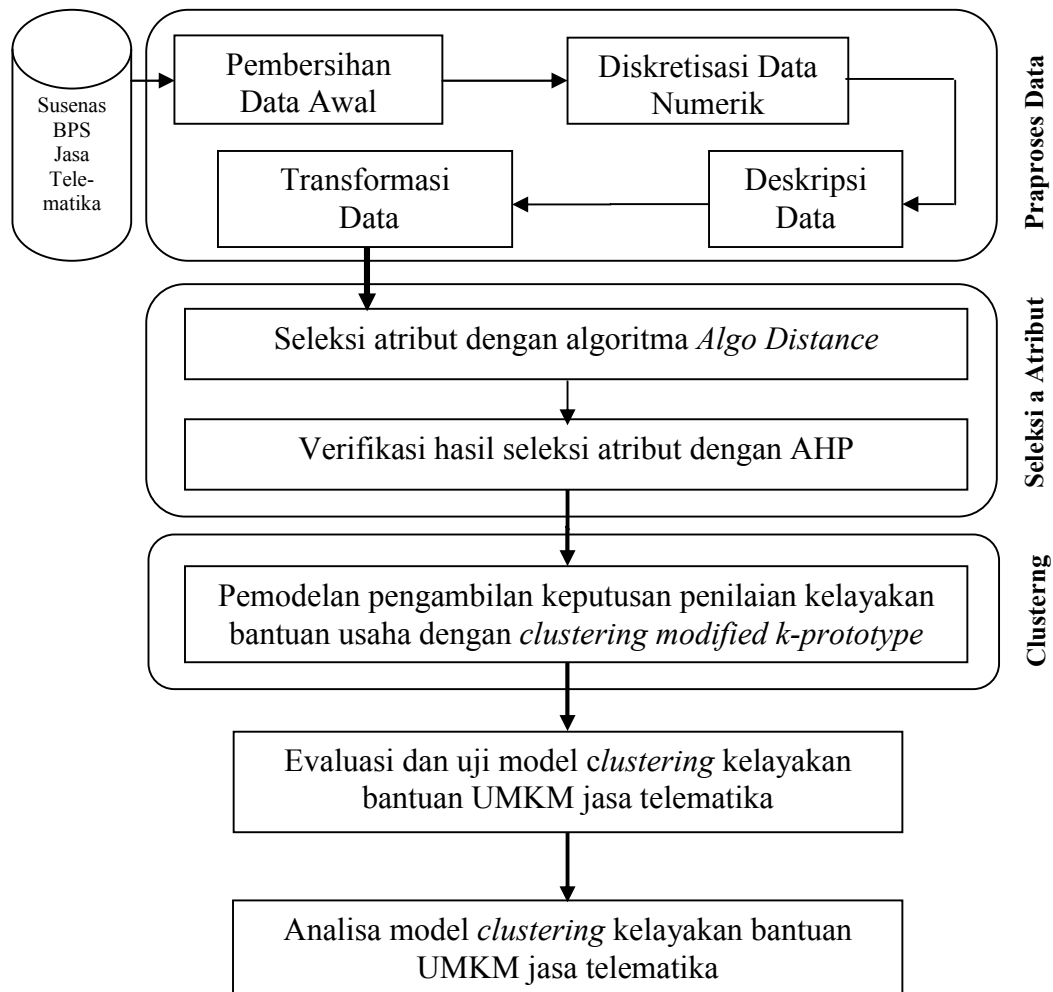 Susenas
BPS
Jasa
Tele-
matika
Pembersihan
Data Awal
Diskretisasi Data
Numerik
Deskripsi
Data
Transformasi
Data
Praproses Data
Seleksi atribut dengan algoritma Algo Distance
Verifikasi hasil seleksi atribut dengan AHP
Seleksi a Atribut
Pemodelan pengambilan keputusan penilaian kelayakan
bantuan usaha dengan clustering modified k-prototype
Clusterng
Evaluasi dan uji model clustering kelayakan
bantuan UMKM jasa telematika
Analisa model clustering kelayakan bantuan
UMKM jasa telematika